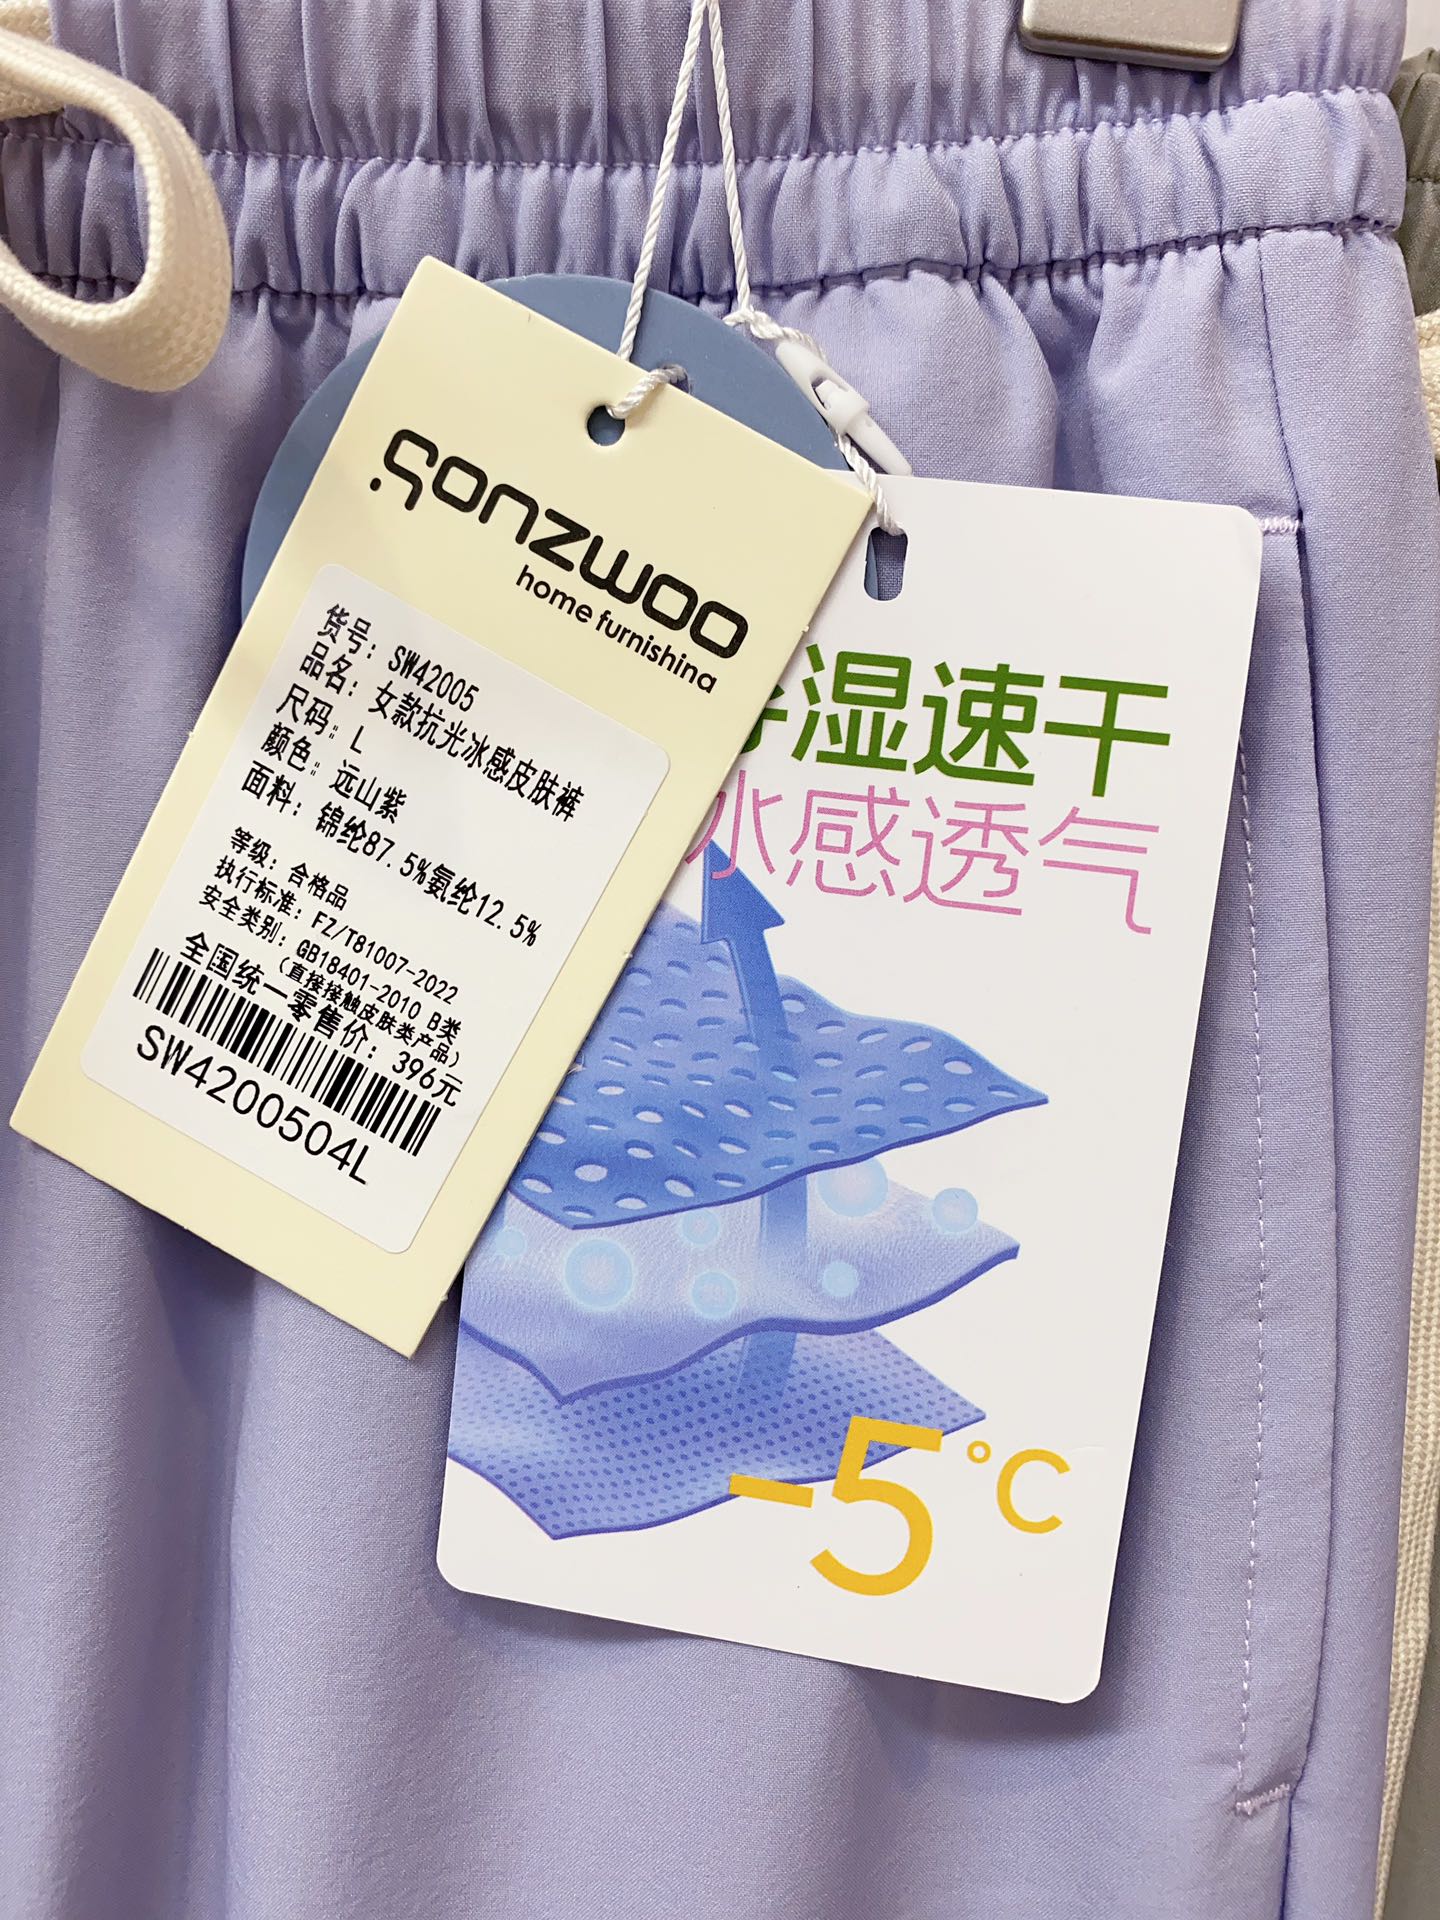 sonzwoo
home furnishing
货号: SW42005
品名: 女款抗光冰感皮肤裤
尺码: L
颜色: 远山紫
面料: 锦纶87.5%氨纶12.5%
等级: 合格品
执行标准: FZ/T81007-2022
安全类别: GB18401-2010 B类
(直接接触皮肤类产品)
全国统一零售价: 396元
SW4200504L
湿速干
冰感透气
-5°C